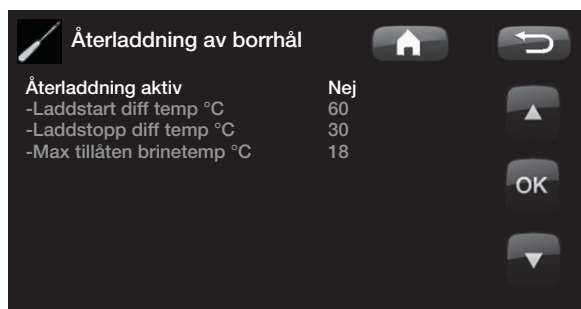 Återladdning av borrhål
Återladdning aktiv Nej
-Laddstart diff temp °C 60
-Laddstopp diff temp °C 30
-Max tillåten brinetemp °C 18
OK